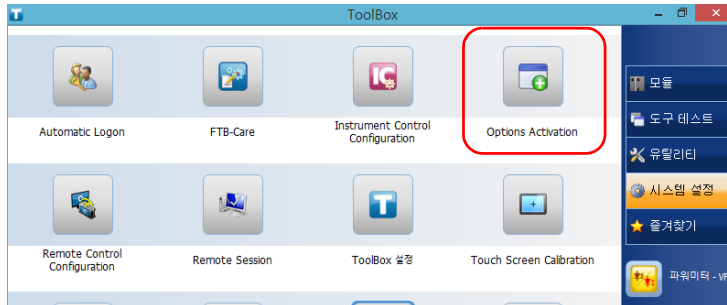 ToolBox
Automatic Logon
FTB-Care
Instrument Control
Configuration
Options Activation
Remote Control
Configuration
Remote Session
ToolBox 설정
Touch Screen Calibration
모듈
도구 테스트
유틸리티
시스템 설정
즐겨찾기
파워미터 - VF